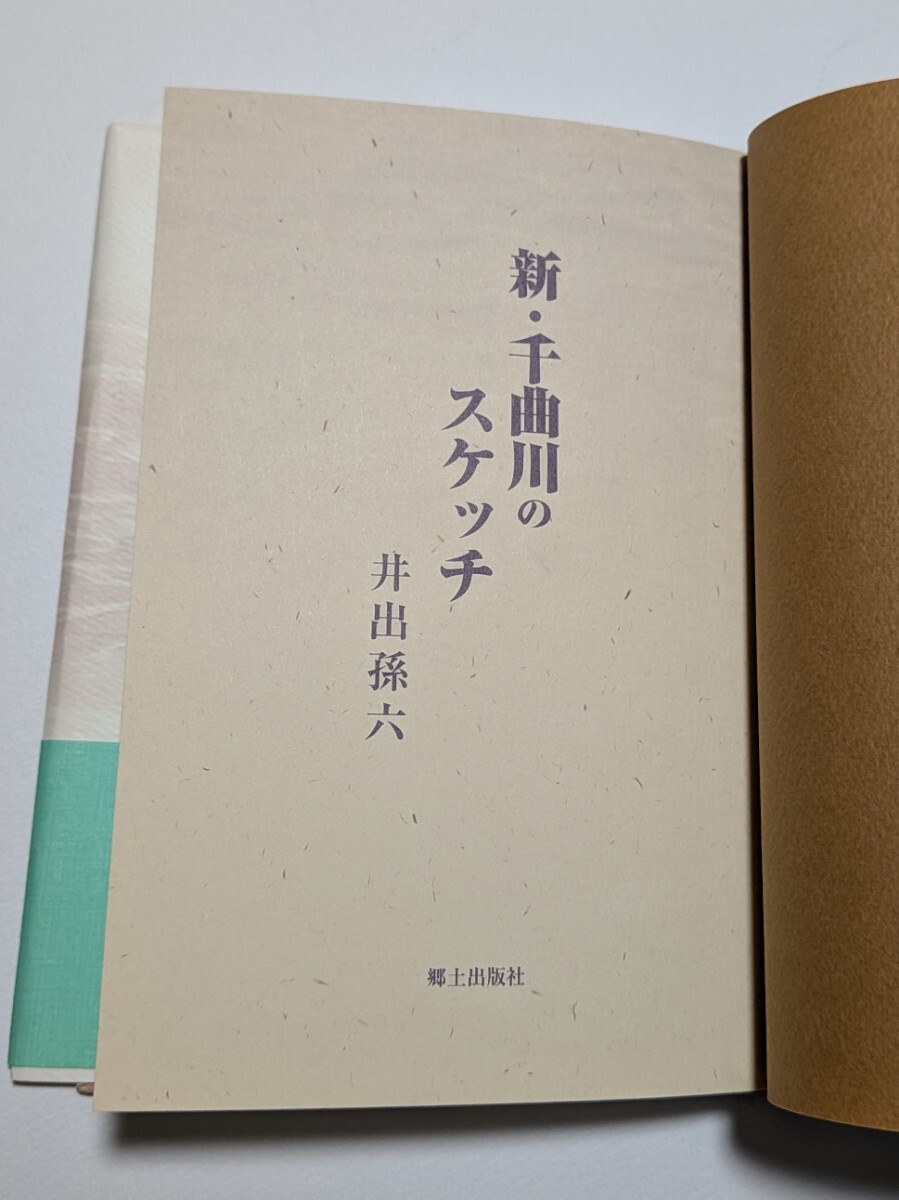 新・千曲川の
スケッチ
井出孫六
郷土出版社